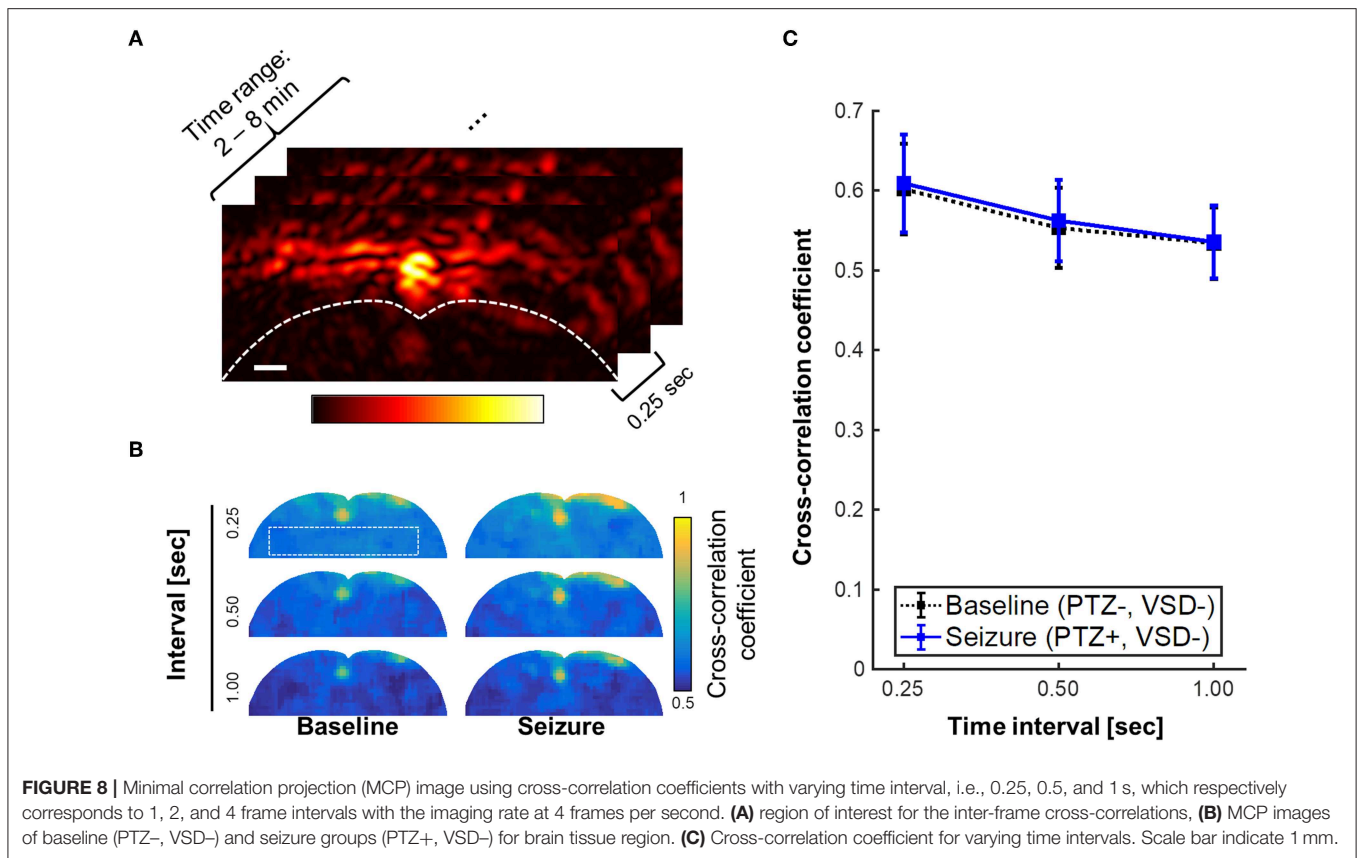 A
Time range:
2 – 8 min
...
0.25 sec
B
Interval [sec]
0.25
0.50
1.00
Baseline
Seizure
1
0.5
Cross-correlation
coefficient
C
Cross-correlation coefficient
0.7
0.6
0.5
0.4
0.3
0.2
0.1
0
Baseline (PTZ-, VSD-)
Seizure (PTZ+, VSD-)
0.25
0.50
1.00
Time interval [sec]
FIGURE 8 | Minimal correlation projection (MCP) image using cross-correlation coefficients with varying time interval, i.e., 0.25, 0.5, and 1 s, which respectively
corresponds to 1, 2, and 4 frame intervals with the imaging rate at 4 frames per second. (A) region of interest for the inter-frame cross-correlations, (B) MCP images
of baseline (PTZ–, VSD–) and seizure groups (PTZ+, VSD–) for brain tissue region. (C) Cross-correlation coefficient for varying time intervals. Scale bar indicate 1 mm.